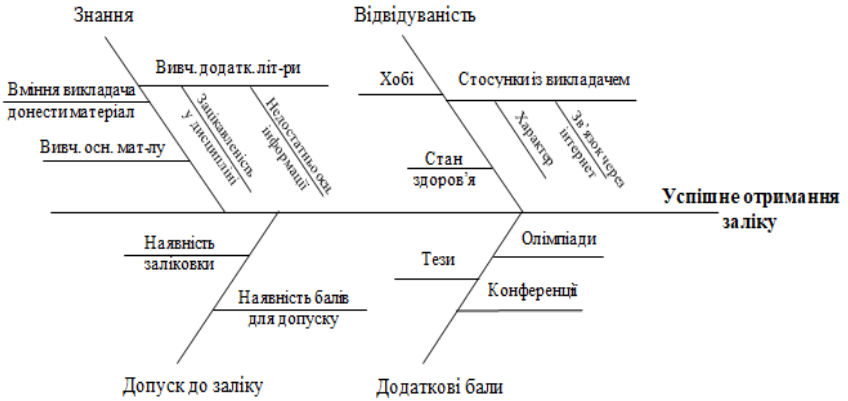 Знання
Відвідуваність
Вивч. додатк. літ-ри
Хобі
Стосунки із викладачем
Вміння викладача
донести матеріал
Зацікавленість
у дисципліні
Недостатньо осн.
інформації
Характер
Зв'язок через
інтернет
Вивч. осн. мат-лу
Стан
здоров'я
Успішне отримання
заліку
Наявність
заліковки
Олімпіади
Тези
Наявність балів
для допуску
Конференції
Допуск до заліку
Додаткові бали